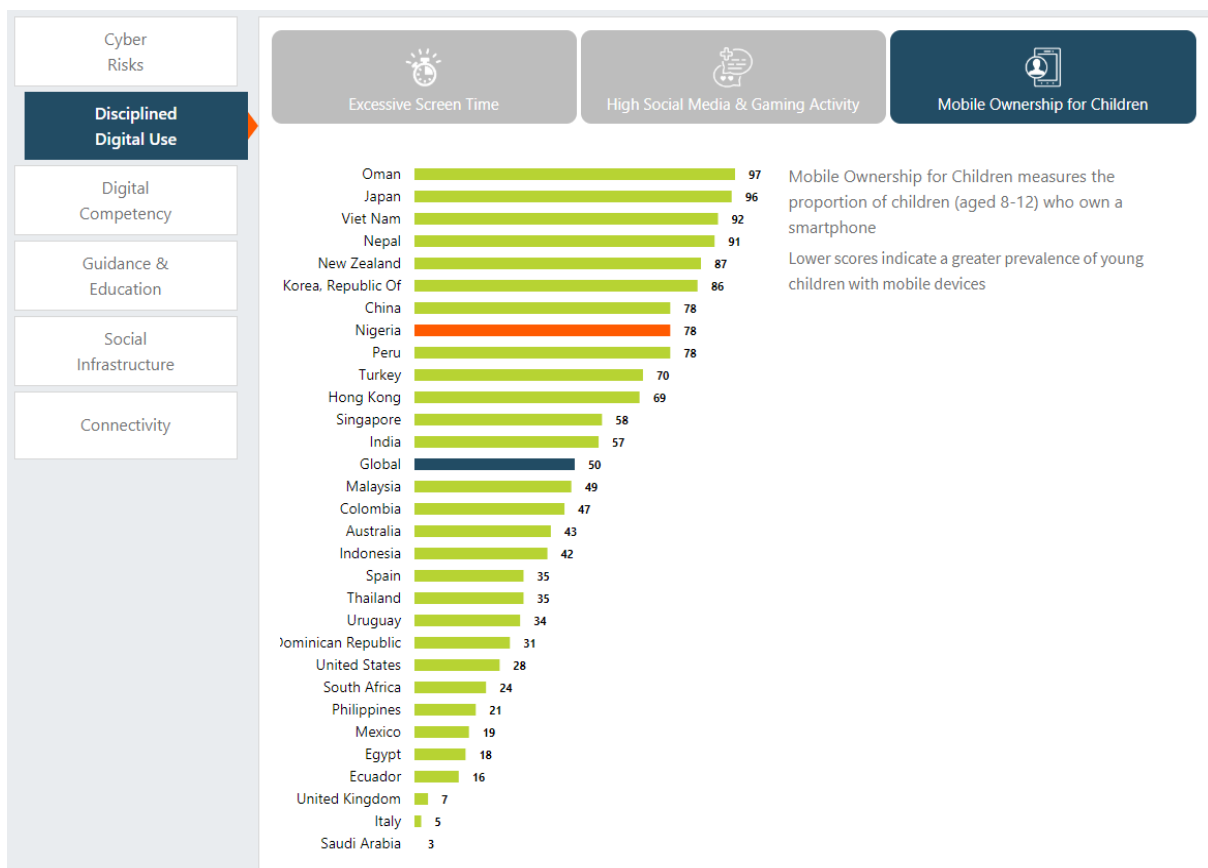 Cyber
Risks
Disciplined
Digital Use
Digital
Competency
Guidance &
Education
Social
Infrastructure
Connectivity
Excessive Screen Time
High Social Media & Gaming Activity
Mobile Ownership for Children
Oman 97
Japan 96
Viet Nam 92
Nepal 91
New Zealand 87
Korea, Republic Of 86
China 78
Nigeria 78
Peru 78
Turkey 70
Hong Kong 69
Singapore 58
India 57
Global 50
Malaysia 49
Colombia 47
Australia 43
Indonesia 42
Spain 35
Thailand 35
Uruguay 34
Dominican Republic 31
United States 28
South Africa 24
Philippines 21
Mexico 19
Egypt 18
Ecuador 16
United Kingdom 7
Italy 5
Saudi Arabia 3
Mobile Ownership for Children measures the
proportion of children (aged 8-12) who own a
smartphone
Lower scores indicate a greater prevalence of young
children with mobile devices